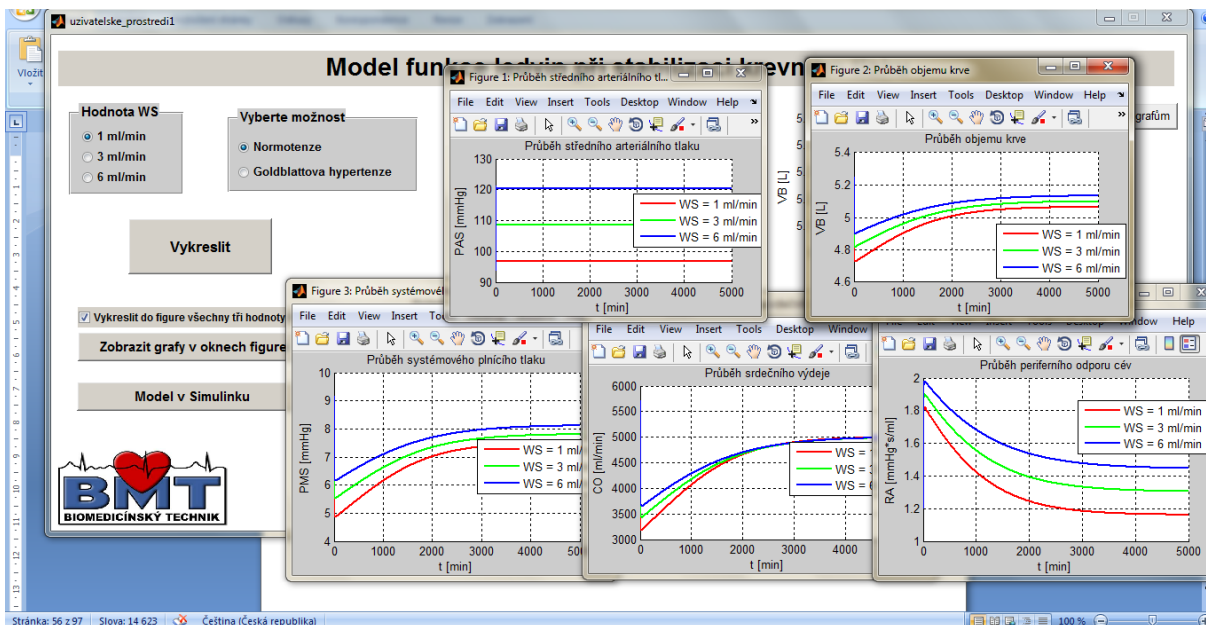 uzivatelske_prostredi1
Vložit
Model funkce ledvin při stabilizaci krevn
Hodnota WS
1 ml/min
3 ml/min
6 ml/min
Vyberte možnost
Normotenze
Goldblattova hypertenze
Vykreslit
Vykreslit do figure všechny tři hodnoty
Zobrazit grafy v oknech figure
Model v Simulinku
BMT
BIOMEDICÍNSKÝ TECHNIK
grafům
VB [L]
Figure 1: Průběh středního arteriálního tl...
File Edit View Insert Tools Desktop Window Help
Průběh středního arteriálního tlaku
PAS [mmHg]
130
120
110
100
90
WS = 1 ml/min
WS = 3 ml/min
WS = 6 ml/min
0 1000 2000 3000 4000 5000
t [min]
Figure 2: Průběh objemu krve
File Edit View Insert Tools Desktop Window Help
Průběh objemu krve
VB [L]
5.4
5.2
5
4.8
4.6
WS = 1 ml/min
WS = 3 ml/min
WS = 6 ml/min
0 1000 2000 3000 4000 5000
t [min]
Figure 3: Průběh systémovéh
File Edit View Insert T
Průběh systémového plnícího tlaku
PMS [mmHg]
10
9
8
7
6
5
4
WS = 1 ml/
WS = 3 ml/
WS = 6 ml/
0 1000 2000 3000 4000 50
t [min]
File Edit View Insert Tools Desktop Window
Průběh srdečního výdeje
CO [ml/min]
6000
5500
5000
4500
4000
3500
3000
WS = 1
WS = 3
WS = 6
0 1000 2000 3000 4000
t [min]
Window Help
Průběh periferního odporu cév
RA [mmHg*s/ml]
2
1.8
1.6
1.4
1.2
1
WS = 1 ml/min
WS = 3 ml/min
WS = 6 ml/min
0 1000 2000 3000 4000 5000
t [min]
Stránka: 56 z 97 Slova: 14 623 Čeština (Česká republika) 100 %